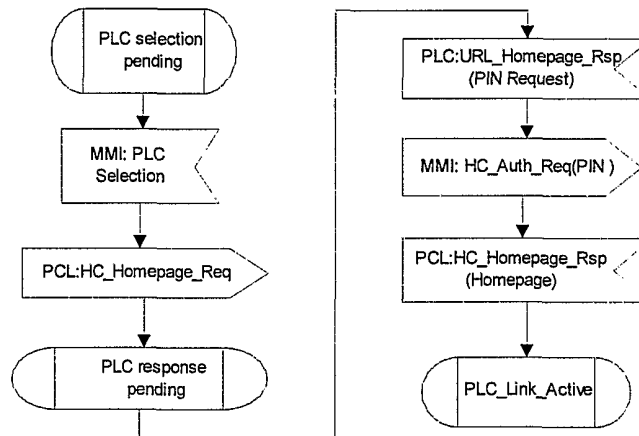 PLC selection
pending
MMI: PLC
Selection
PCL:HC_Homepage_Req
PLC response
pending
PLC:URL_Homepage_Rsp
(PIN Request)
MMI: HC_Auth_Req(PIN )
PCL:HC_Homepage_Rsp
(Homepage)
PLC_Link_Active